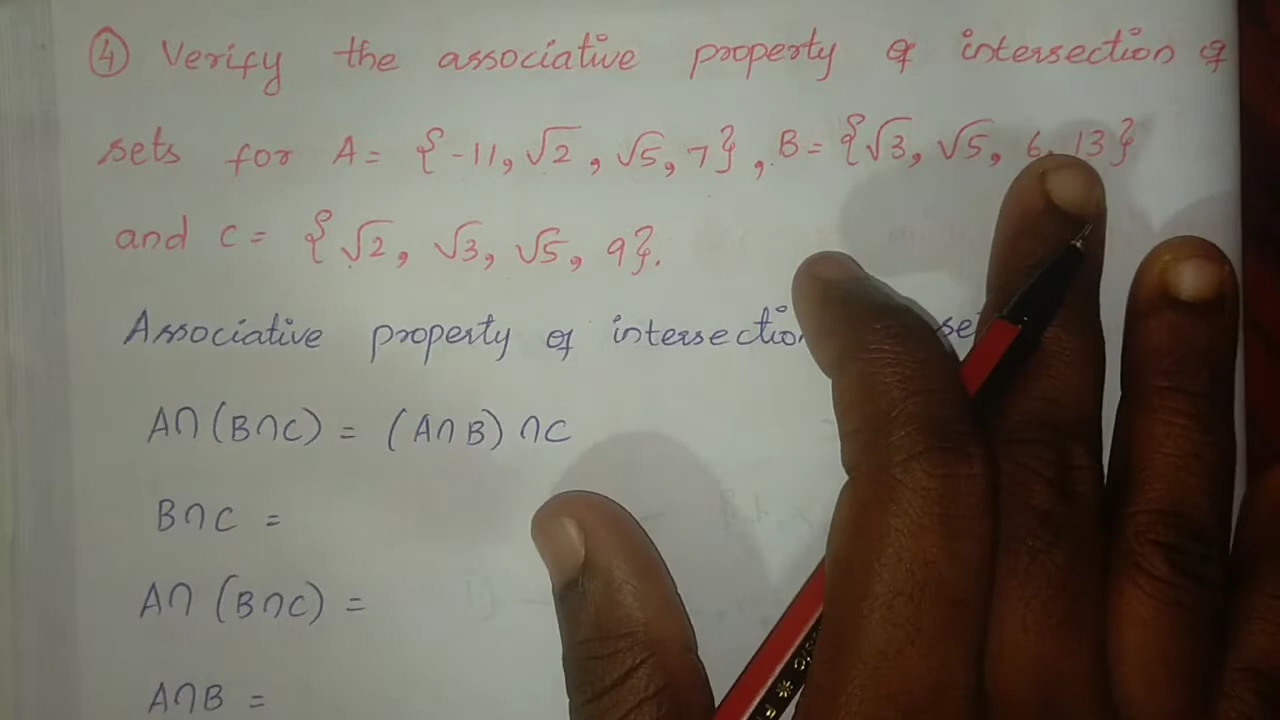 ④ Verify the associative property of intersection of
sets for A = {-11, √2, √5, 7}, B = {√3, √5, 6, 13}
and C = {√2, √3, √5, 9}.
Associative property of intersection
A∩(B∩C) = (A∩B)∩C
B∩C =
A∩(B∩C) =
A∩B =